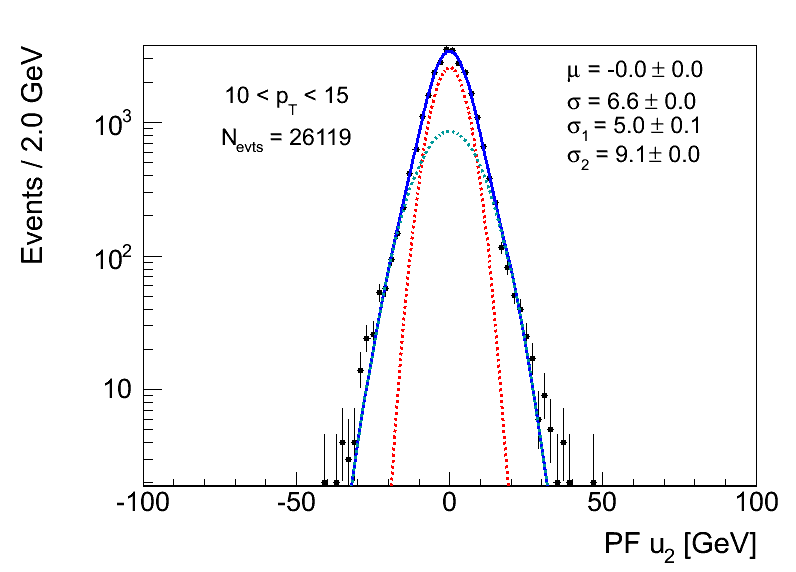 Events / 2.0 GeV
10 < p_T < 15
N_evts = 26119
μ = -0.0 ± 0.0
σ = 6.6 ± 0.0
σ_1 = 5.0 ± 0.1
σ_2 = 9.1 ± 0.0
10^3
10^2
10
-100 -50 0 50 100
PF u_2 [GeV]